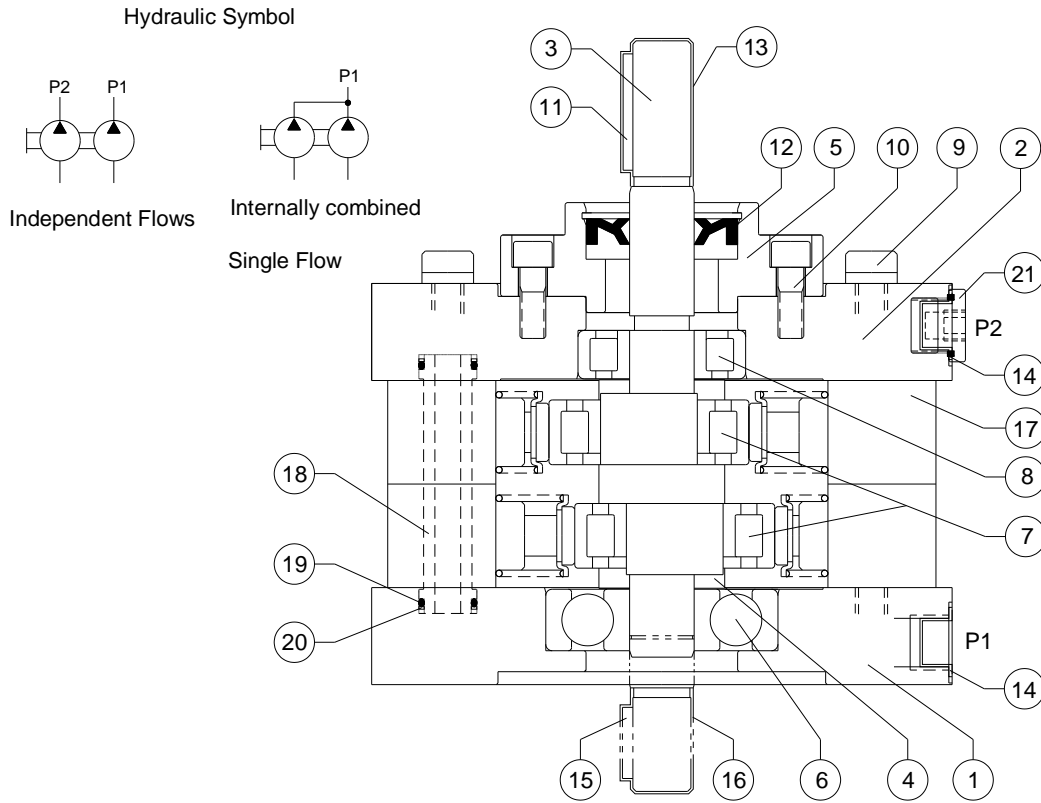 Hydraulic Symbol
P2 P1
P1
Independent Flows
Internally combined
Single Flow
3
13
11
12
5
10
9
2
21
P2
14
17
8
18
7
19
20
P1
14
15
16
6
4
1